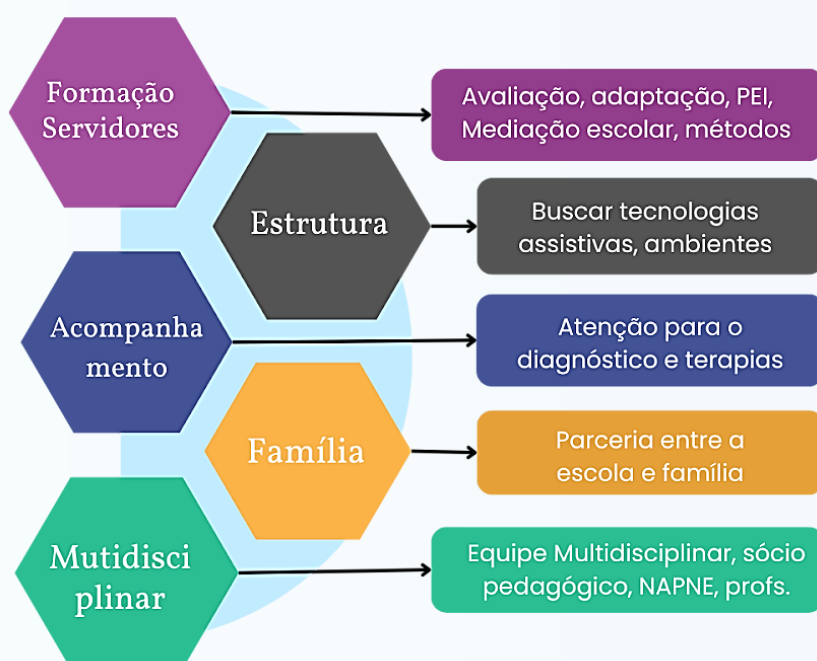 Formação
Servidores
Avaliação, adaptação, PEI,
Mediação escolar, métodos
Estrutura
Buscar tecnologias
assistivas, ambientes
Acompanha
mento
Atenção para o
diagnóstico e terapias
Família
Parceria entre a
escola e família
Mutidisci
plinar
Equipe Multidisciplinar, sócio
pedagógico, NAPNE, profs.